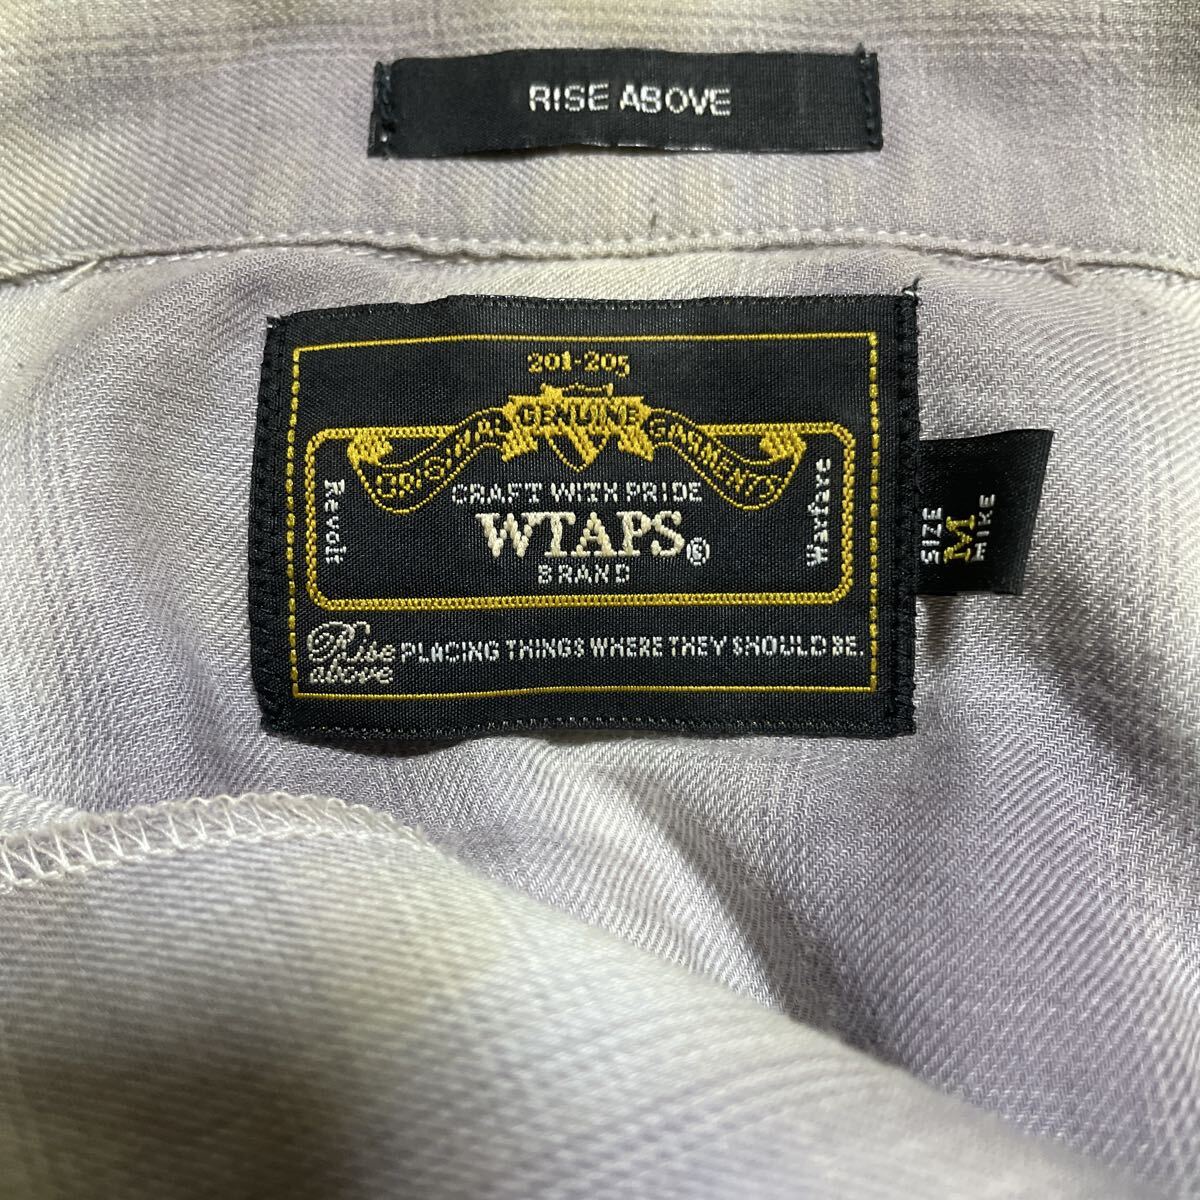 RISE ABOVE
201-205
GENUINE
ORIGINAL GARMENTS
CRAFT WITH PRIDE
Revolt
WTAPS®
Warfare
BRAND
Rise above
PLACING THINGS WHERE THEY SHOULD BE.
SIZE
M
MIKE